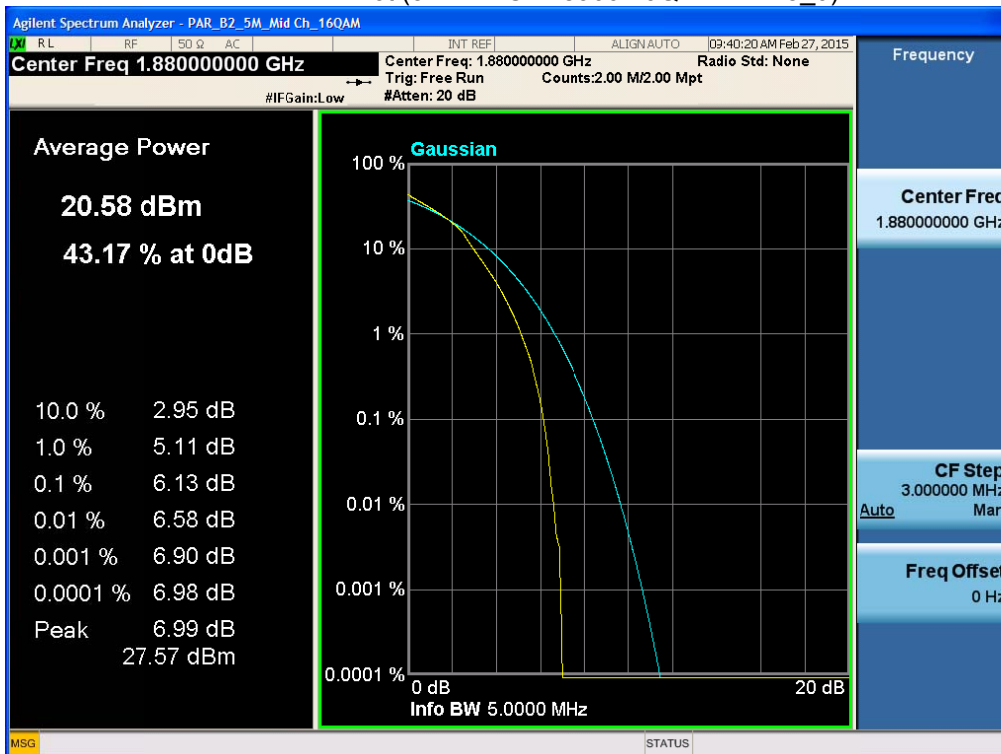 Agilent Spectrum Analyzer - PAR_B2_5M_Mid Ch_16QAM
LXI RL RF 50 Ω AC INT REF ALIGN AUTO 09:40:20 AM Feb 27, 2015
Center Freq 1.880000000 GHz
Center Freq: 1.880000000 GHz Radio Std: None
Trig: Free Run Counts:2.00 M/2.00 Mpt
#IFGain:Low #Atten: 20 dB
Average Power
20.58 dBm
43.17 % at 0dB
10.0 % 2.95 dB
1.0 % 5.11 dB
0.1 % 6.13 dB
0.01 % 6.58 dB
0.001 % 6.90 dB
0.0001 % 6.98 dB
Peak 6.99 dB
27.57 dBm
Gaussian
100 %
10 %
1 %
0.1 %
0.01 %
0.001 %
0.0001 %
0 dB 20 dB
Info BW 5.0000 MHz
Frequency
Center Freq
1.880000000 GHz
CF Step
3.000000 MHz
Auto Man
Freq Offset
0 Hz
MSG STATUS